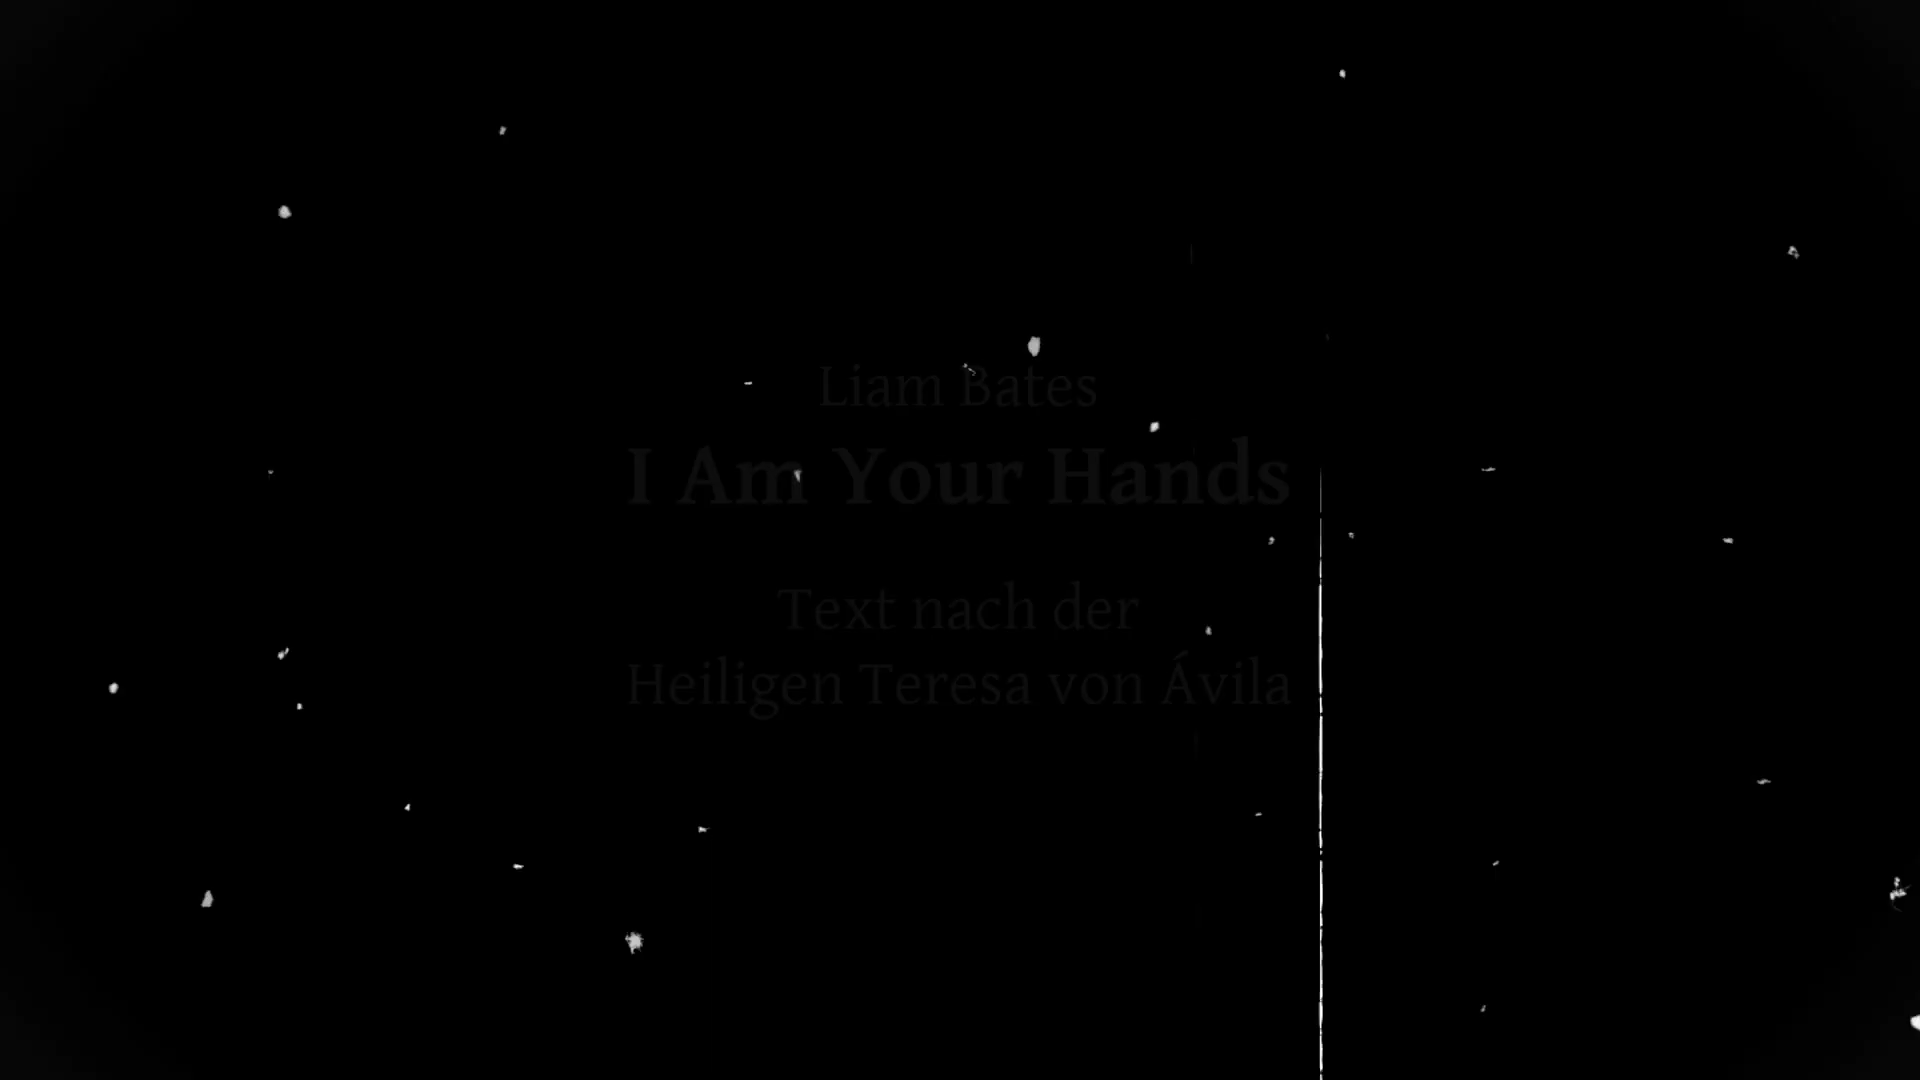 Liam Bates
I Am Your Hands
Text nach der
Heiligen Teresa von Ávila